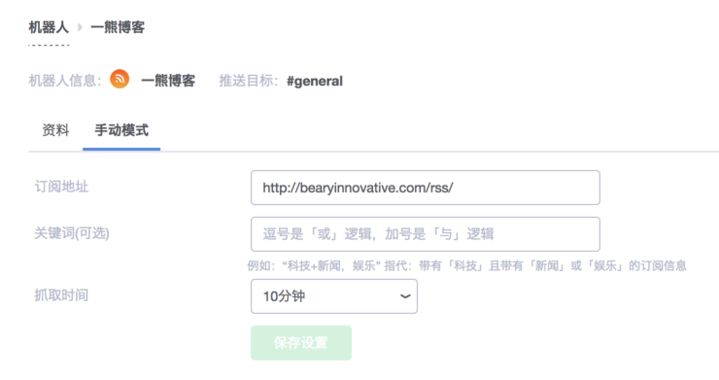 机器人 一熊博客
机器人信息： 一熊博客 推送目标： #general
资料 手动模式
订阅地址 http://bearyinnovative.com/rss/
关键词(可选) 逗号是「或」逻辑，加号是「与」逻辑
例如：“科技+新闻，娱乐” 指代：带有「科技」且带有「新闻」或「娱乐」的订阅信息
抓取时间 10分钟
保存设置